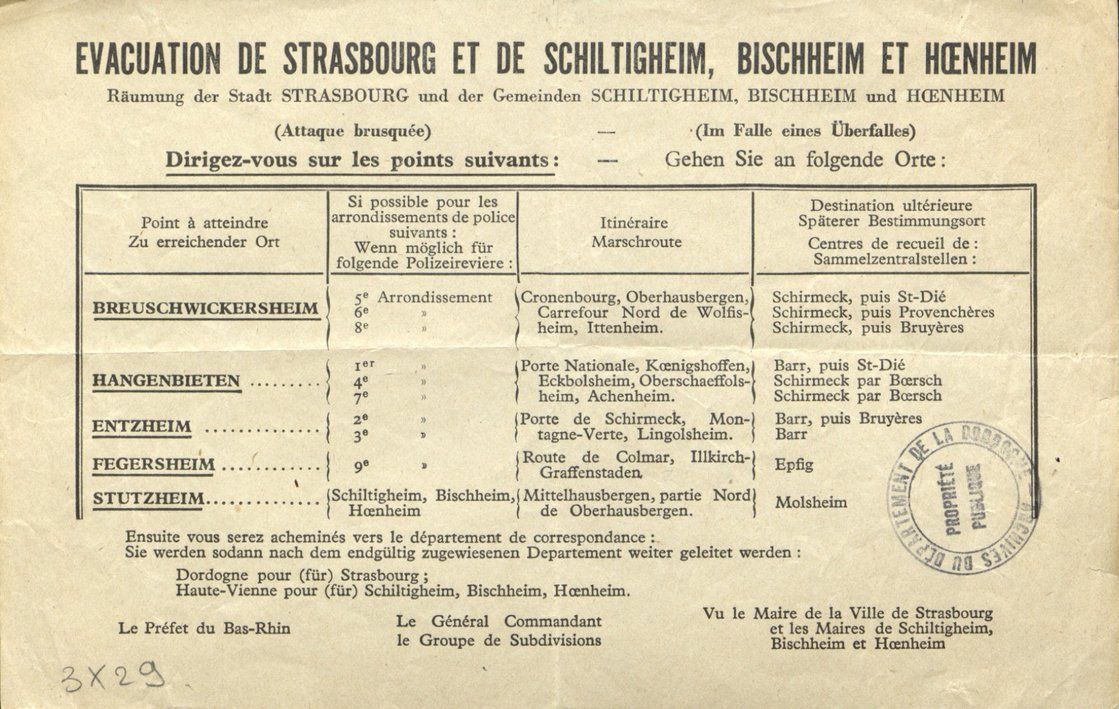 EVACUATION DE STRASBOURG ET DE SCHILTIGHEIM, BISCHHEIM ET HŒNHEIM
Räumung der Stadt STRASBOURG und der Gemeinden SCHILTIGHEIM, BISCHHEIM und HŒNHEIM
(Attaque brusquée) — (Im Falle eines Überfalles)
Dirigez-vous sur les points suivants : — Gehen Sie an folgende Orte :
Point à atteindre
Zu erreichender Ort
Si possible pour les
arrondissements de police
suivants :
Wenn möglich für
folgende Polizeireviere :
Itinéraire
Marschroute
Destination ultérieure
Späterer Bestimmungsort
Centres de recueil de :
Sammelzentralstellen :
BREUSCHWICKERSHEIM
5e Arrondissement
6e »
8e »
Cronenbourg, Oberhausbergen,
Carrefour Nord de Wolfis-
heim, Ittenheim.
Schirmeck, puis St-Dié
Schirmeck, puis Provenchères
Schirmeck, puis Bruyères
HANGENBIETEN ........
1er »
4e »
7e »
Porte Nationale, Kœnigshoffen,
Eckbolsheim, Oberschaeffols-
heim, Achenheim.
Barr, puis St-Dié
Schirmeck par Bœrsch
Schirmeck par Bœrsch
ENTZHEIM .............
2e »
3e »
Porte de Schirmeck, Mon-
tagne-Verte, Lingolsheim.
Barr, puis Bruyères
Barr
FEGERSHEIM ...........
9e »
Route de Colmar, Illkirch-
Graffenstaden.
Epfig
STUTZHEIM.............
Schiltigheim, Bischheim,
Hœnheim
Mittelhausbergen, partie Nord
de Oberhausbergen.
Molsheim
ARCHIVES DU DÉPARTEMENT DE LA DORDOGNE
PROPRIÉTÉ
PUBLIQUE
Ensuite vous serez acheminés vers le département de correspondance :
Sie werden sodann nach dem endgültig zugewiesenen Departement weiter geleitet werden :
Dordogne pour (für) Strasbourg ;
Haute-Vienne pour (für) Schiltigheim, Bischheim, Hœnheim.
Le Préfet du Bas-Rhin
Le Général Commandant
le Groupe de Subdivisions
Vu le Maire de la Ville de Strasbourg
et les Maires de Schiltigheim,
Bischheim et Hœnheim
3X29